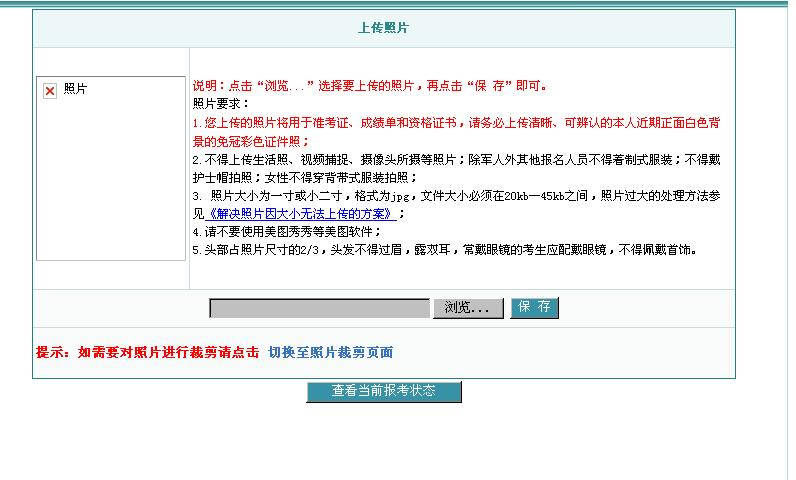 上传照片
照片
说明：点击“浏览...”选择要上传的照片，再点击“保 存”即可。
照片要求：
1.您上传的照片将用于准考证、成绩单和资格证书，请务必上传清晰、可辨认的本人近期正面白色背
景的免冠彩色证件照；
2.不得上传生活照、视频捕捉、摄像头所摄等照片；除军人外其他报名人员不得着制式服装；不得戴
护士帽拍照；女性不得穿背带式服装拍照；
3. 照片大小为一寸或小二寸，格式为jpg，文件大小必须在20kb—45kb之间，照片过大的处理方法参
见《解决照片因大小无法上传的方案》；
4.请不要使用美图秀秀等美图软件；
5.头部占照片尺寸的2/3，头发不得过眉，露双耳，常戴眼镜的考生应配戴眼镜，不得佩戴首饰。
浏览... 保 存
提示：如需要对照片进行裁剪请点击 切换至照片裁剪页面
查看当前报考状态